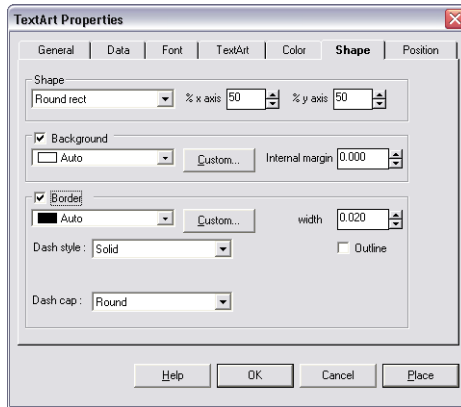 TextArt Properties
General Data Font TextArt Color Shape Position
Shape
Round rect % x axis 50 % y axis 50
Background
Auto Custom... Internal margin 0.000
Border
Auto Custom... width 0.020
Dash style : Solid Outline
Dash cap : Round
Help OK Cancel Place